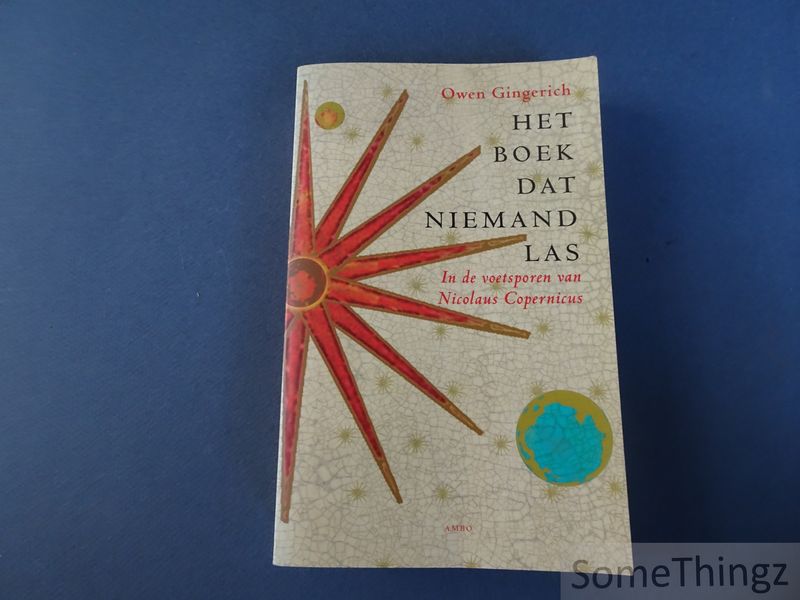 Owen Gingerich
HET
BOEK
DAT
NIEMAND
LAS
In de voetsporen van
Nicolaus Copernicus
AMBO
SomeThingz